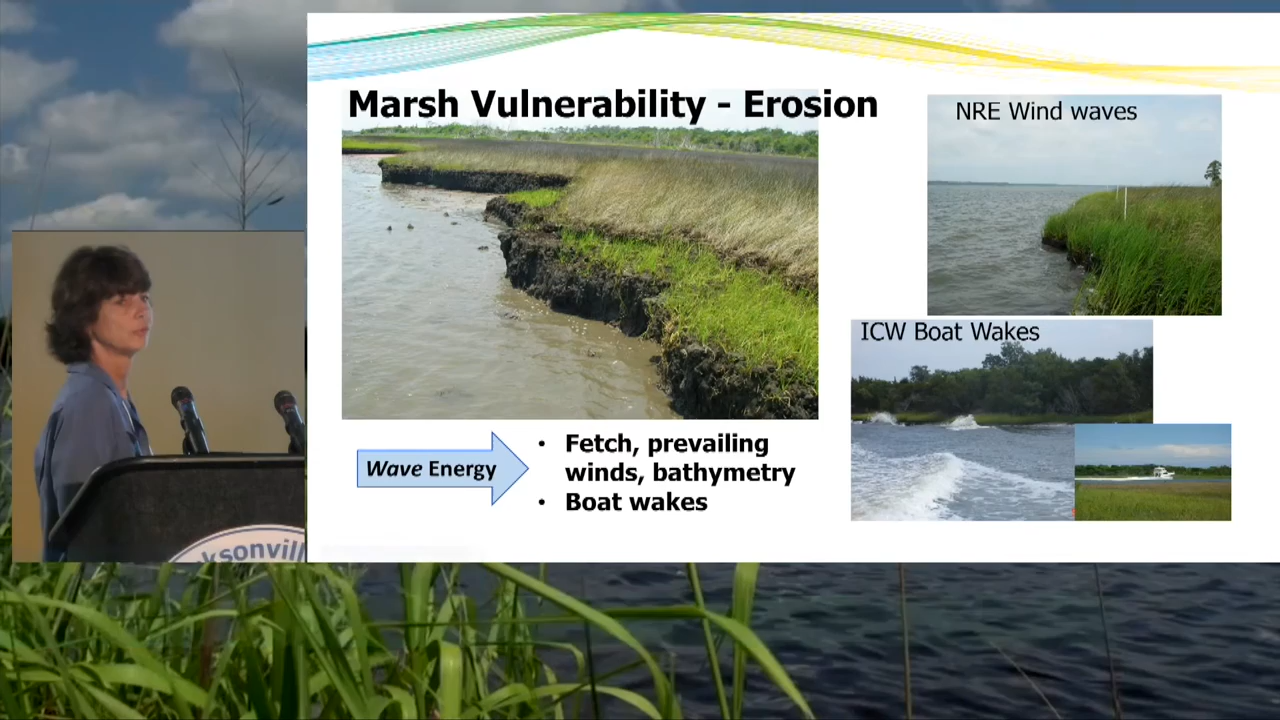 Marsh Vulnerability - Erosion
NRE Wind waves
ICW Boat Wakes
Wave Energy
• Fetch, prevailing
winds, bathymetry
• Boat wakes